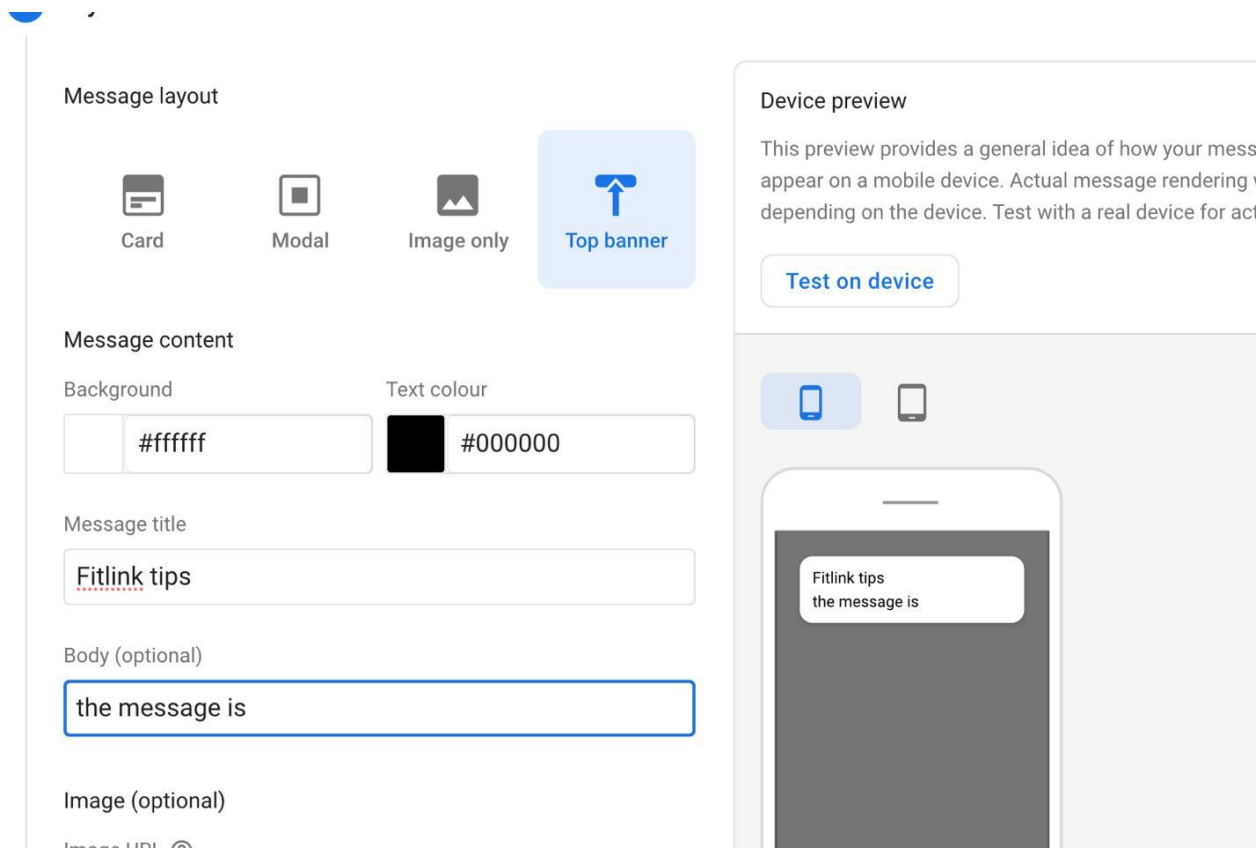 Message layout
Card
Modal
Image only
Top banner
Message content
Background
Text colour
#ffffff
#000000
Message title
Fitlink tips
Body (optional)
the message is
Image (optional)
Device preview
This preview provides a general idea of how your mess
appear on a mobile device. Actual message rendering
depending on the device. Test with a real device for act
Test on device
Fitlink tips
the message is